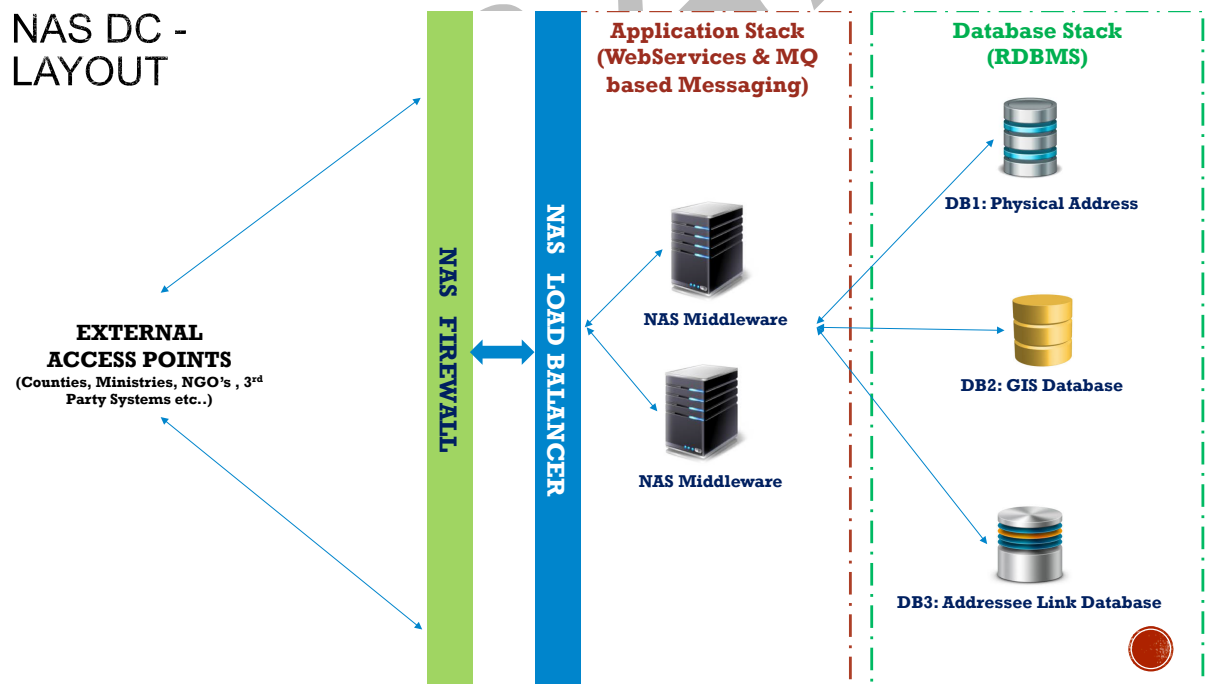 NAS DC -
LAYOUT
EXTERNAL
ACCESS POINTS
(Counties, Ministries, NGO's , 3rd
Party Systems etc..)
NAS FIREWALL
NAS LOAD BALANCER
Application Stack
(WebServices & MQ
based Messaging)
NAS Middleware
NAS Middleware
Database Stack
(RDBMS)
DB1: Physical Address
DB2: GIS Database
DB3: Addressee Link Database